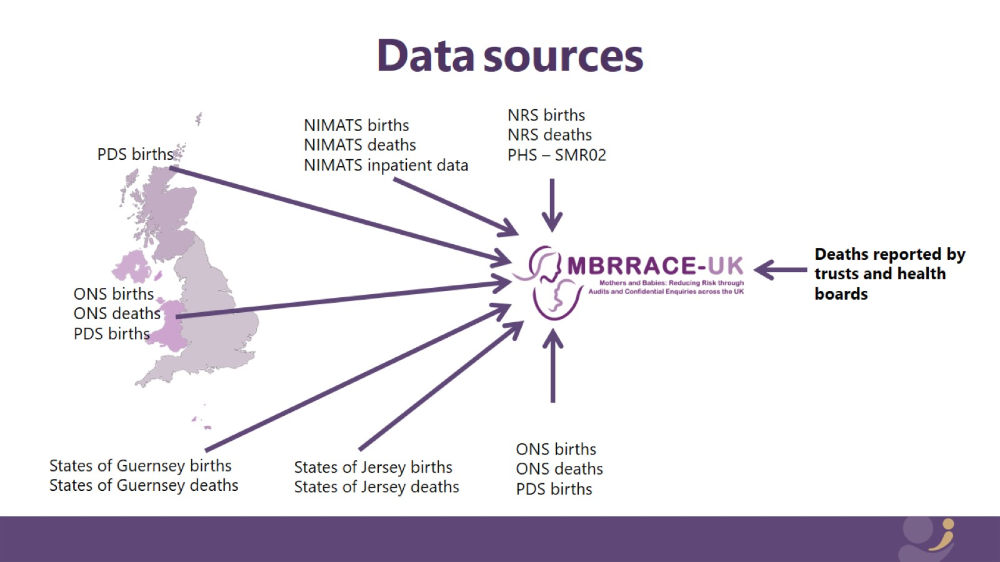 Data sources
PDS births
NIMATS births
NIMATS deaths
NIMATS inpatient data
NRS births
NRS deaths
PHS – SMR02
MBRRACE-UK
Mothers and Babies: Reducing Risk through
Audits and Confidential Enquiries across the UK
Deaths reported by
trusts and health
boards
ONS births
ONS deaths
PDS births
States of Guernsey births
States of Guernsey deaths
States of Jersey births
States of Jersey deaths
ONS births
ONS deaths
PDS births